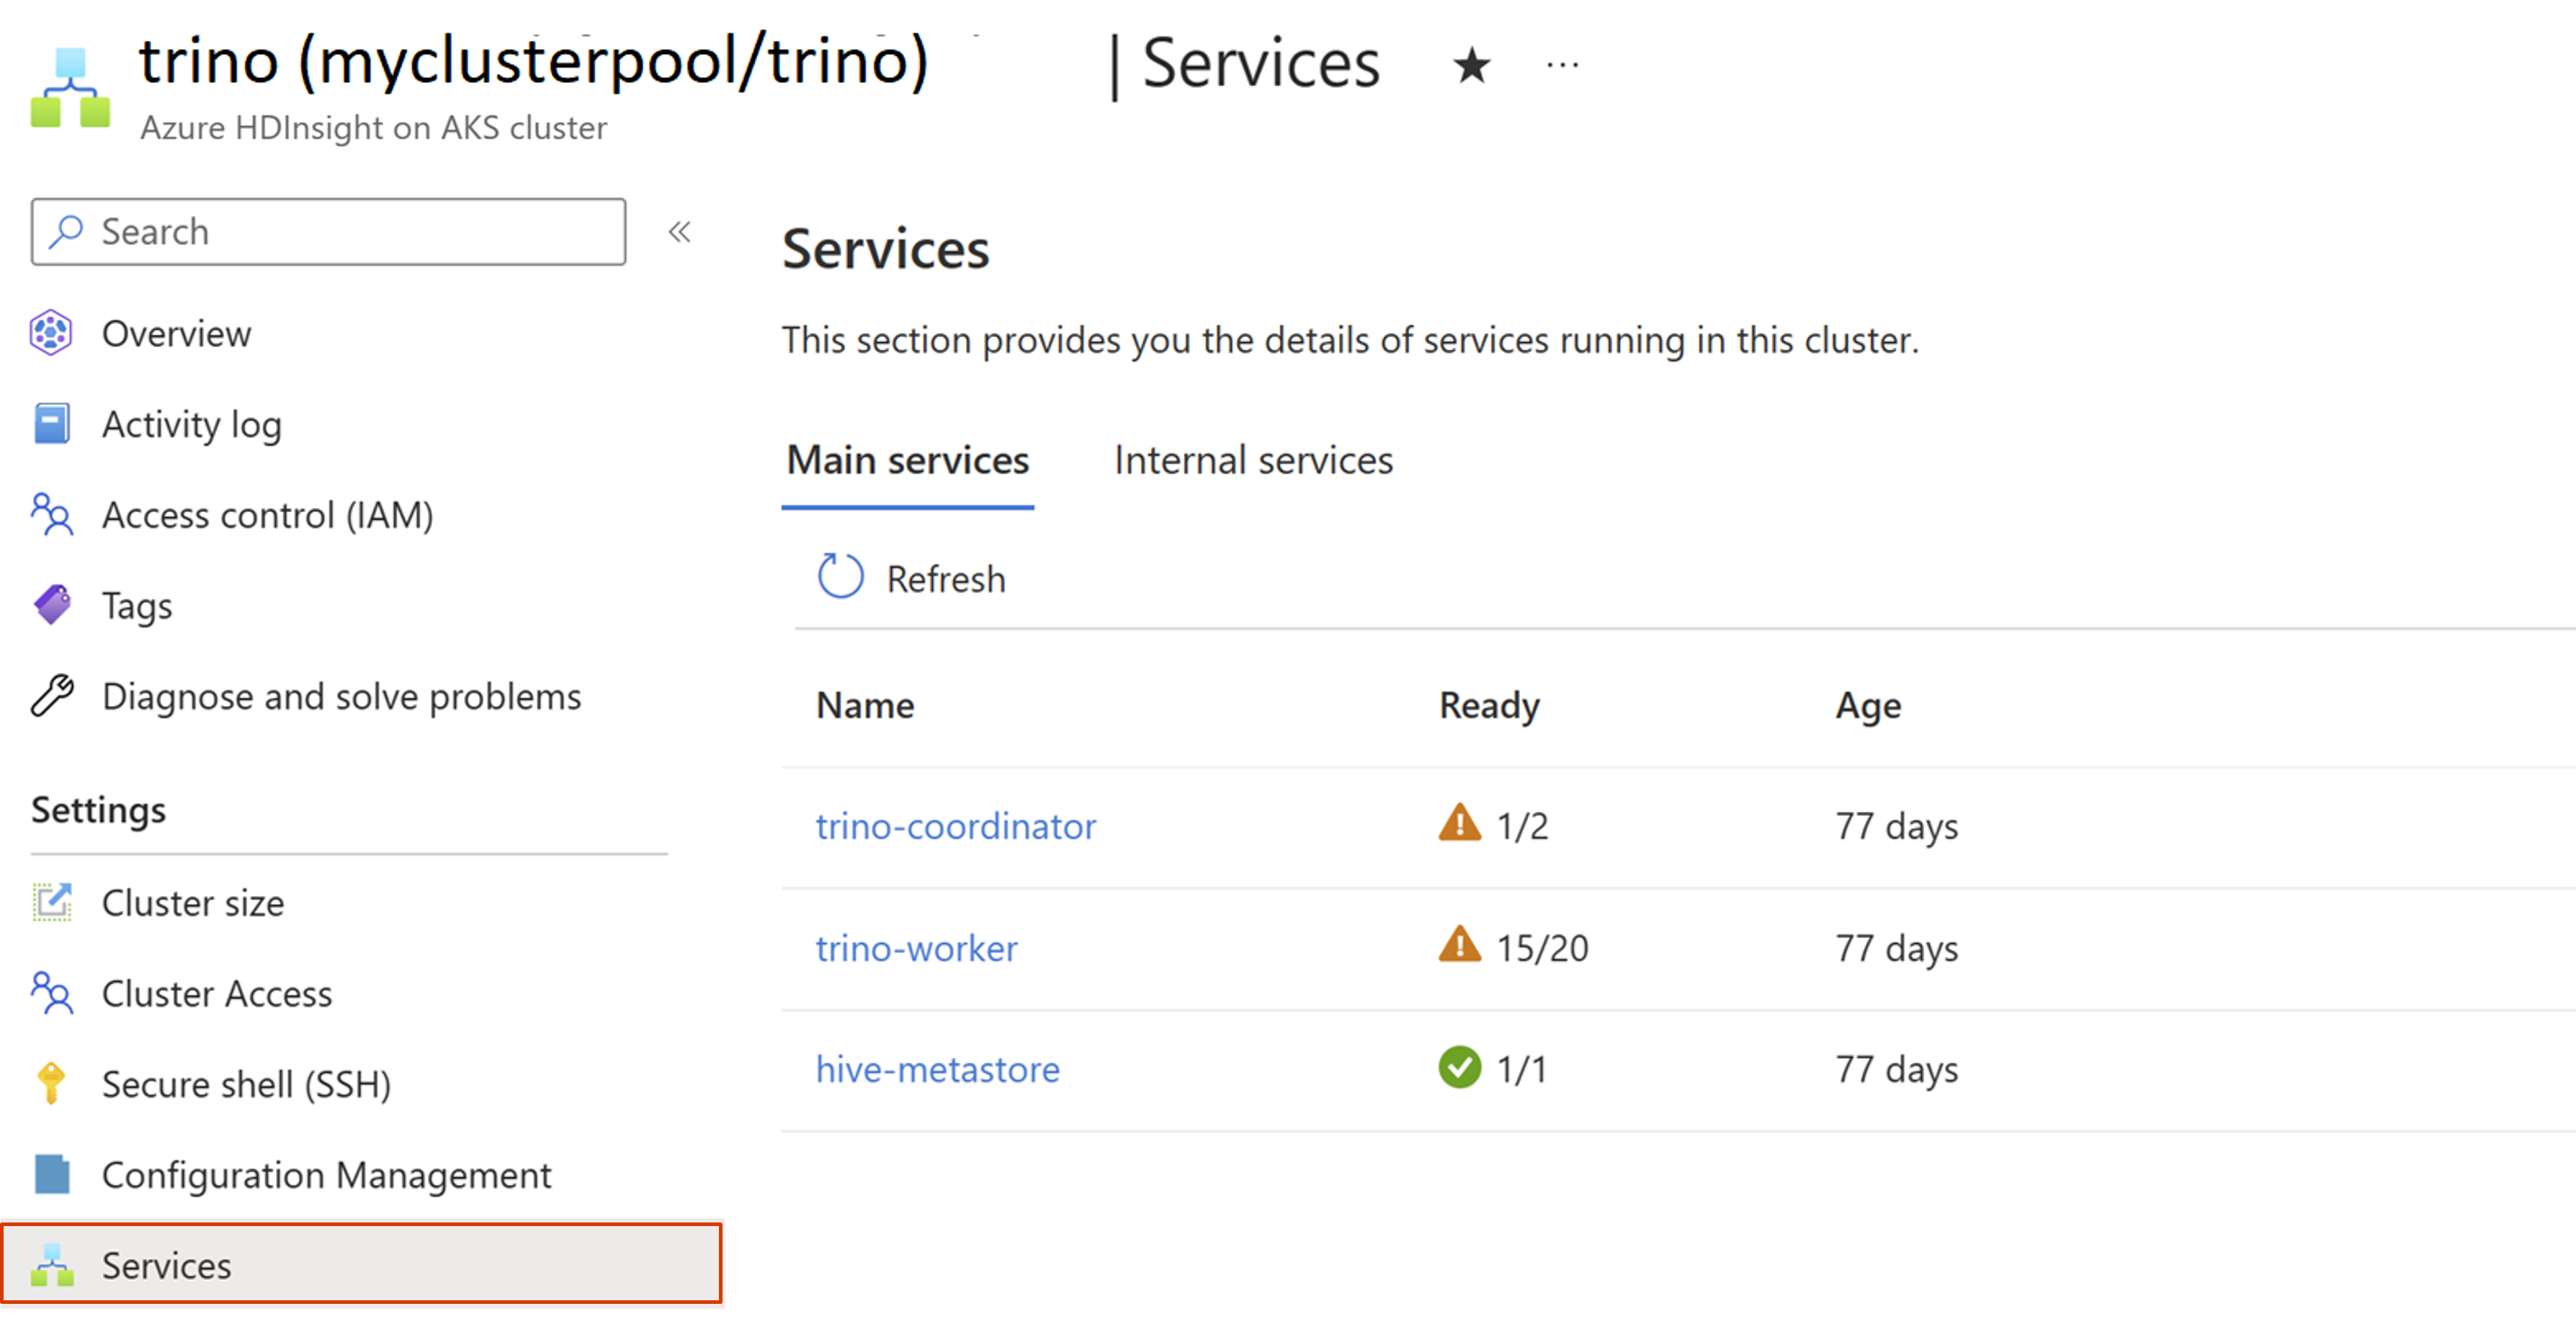 trino (myclusterpool/trino) | Services ★ ...
Azure HDInsight on AKS cluster
Search «
Overview
Activity log
Access control (IAM)
Tags
Diagnose and solve problems
Settings
Cluster size
Cluster Access
Secure shell (SSH)
Configuration Management
Services
Services
This section provides you the details of services running in this cluster.
Main services Internal services
Refresh
Name Ready Age
trino-coordinator 1/2 77 days
trino-worker 15/20 77 days
hive-metastore 1/1 77 days